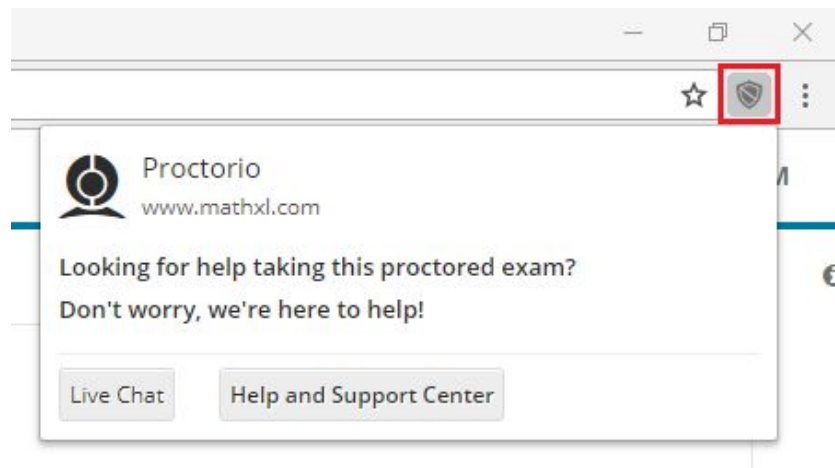 M
Proctorio
www.mathxl.com
Looking for help taking this proctored exam?
Don't worry, we're here to help!
Live Chat
Help and Support Center